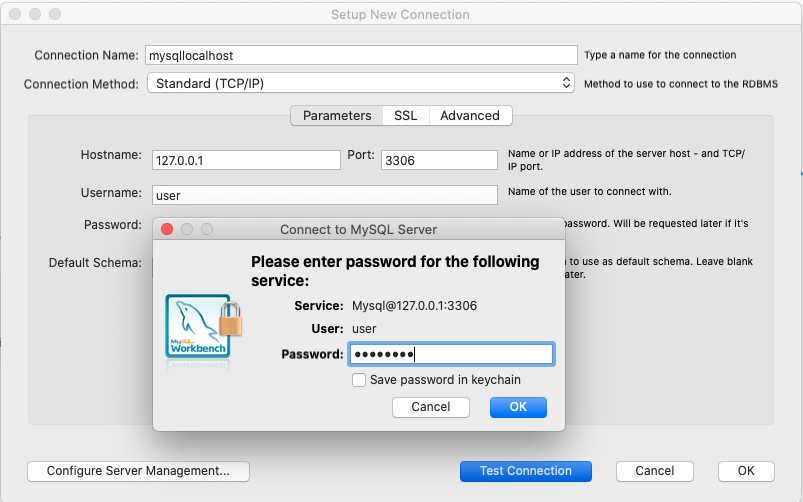 Setup New Connection
Connection Name: mysqllocalhost Type a name for the connection
Connection Method: Standard (TCP/IP) Method to use to connect to the RDBMS
Parameters SSL Advanced
Hostname: 127.0.0.1 Port: 3306 Name or IP address of the server host - and TCP/
IP port.
Username: user Name of the user to connect with.
Password: password. Will be requested later if it's
Default Schema: to use as default schema. Leave blank
Connect to MySQL Server
Please enter password for the following
service:
Service: Mysql@127.0.0.1:3306
User: user
Password: ••••••••
Save password in keychain
Cancel OK
MySQL
Workbench
Configure Server Management... Test Connection Cancel OK